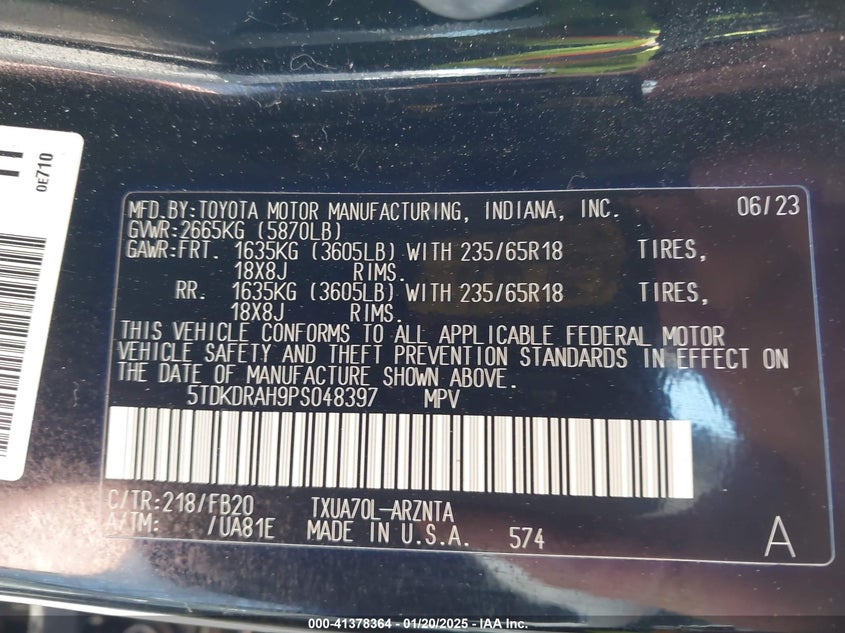 0E710
MFD.BY:TOYOTA MOTOR MANUFACTURING, INDIANA, INC. 06/23
GVWR:2665KG (5870LB)
GAWR:FRT. 1635KG (3605LB) WITH 235/65R18 TIRES,
18X8J RIMS.
RR. 1635KG (3605LB) WITH 235/65R18 TIRES,
18X8J RIMS.
THIS VEHICLE CONFORMS TO ALL APPLICABLE FEDERAL MOTOR
VEHICLE SAFETY AND THEFT PREVENTION STANDARDS IN EFFECT ON
THE DATE OF MANUFACTURE SHOWN ABOVE.
5TDKDRAH9PS048397 MPV
C/TR:218/FB20 TXUA70L-ARZNTA
A/TM: /UA81E MADE IN U.S.A. 574 A
000-41378364 - 01/20/2025 - IAA Inc.